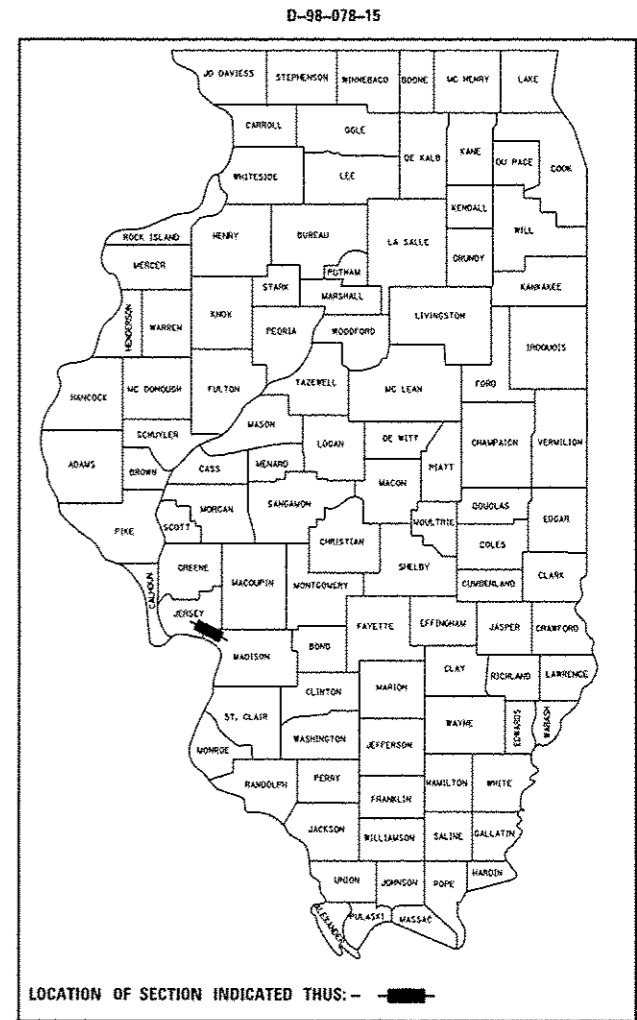 D-98-078-15
JO DAVIESS
STEPHENSON
WINNEBAGO
BOONE
MC HENRY
LAKE
CARROLL
OGLE
DE KALB
KANE
DU PAGE
COOK
WHITESIDE
LEE
KENDALL
WILL
ROCK ISLAND
HENRY
BUREAU
LA SALLE
GRUNDY
MERCER
PUTNAM
KANKAKEE
STARK
MARSHALL
LIVINGSTON
HENDERSON
WARREN
KNOX
PEORIA
WOODFORD
IROQUOIS
HANCOCK
MC DONOUGH
FULTON
TAZEWELL
MC LEAN
FORD
SCHUYLER
MASON
LOGAN
DE WITT
CHAMPAIGN
VERMILION
ADAMS
BROWN
CASS
MENARD
PIATT
MACON
MORGAN
SANGAMON
DOUGLAS
EDGAR
PIKE
SCOTT
CHRISTIAN
MOULTRIE
COLES
CALHOUN
GREENE
MACOUPIN
MONTGOMERY
SHELBY
CUMBERLAND
CLARK
JERSEY
FAYETTE
EFFINGHAM
JASPER
CRAWFORD
MADISON
BOND
CLAY
RICHLAND
LAWRENCE
CLINTON
MARION
ST. CLAIR
WAYNE
EDWARDS
WABASH
WASHINGTON
JEFFERSON
MONROE
RANDOLPH
PERRY
HAMILTON
WHITE
FRANKLIN
JACKSON
WILLIAMSON
SALINE
GALLATIN
UNION
JOHNSON
POPE
HARDIN
ALEXANDER
PULASKI
MASSAC
LOCATION OF SECTION INDICATED THUS: -